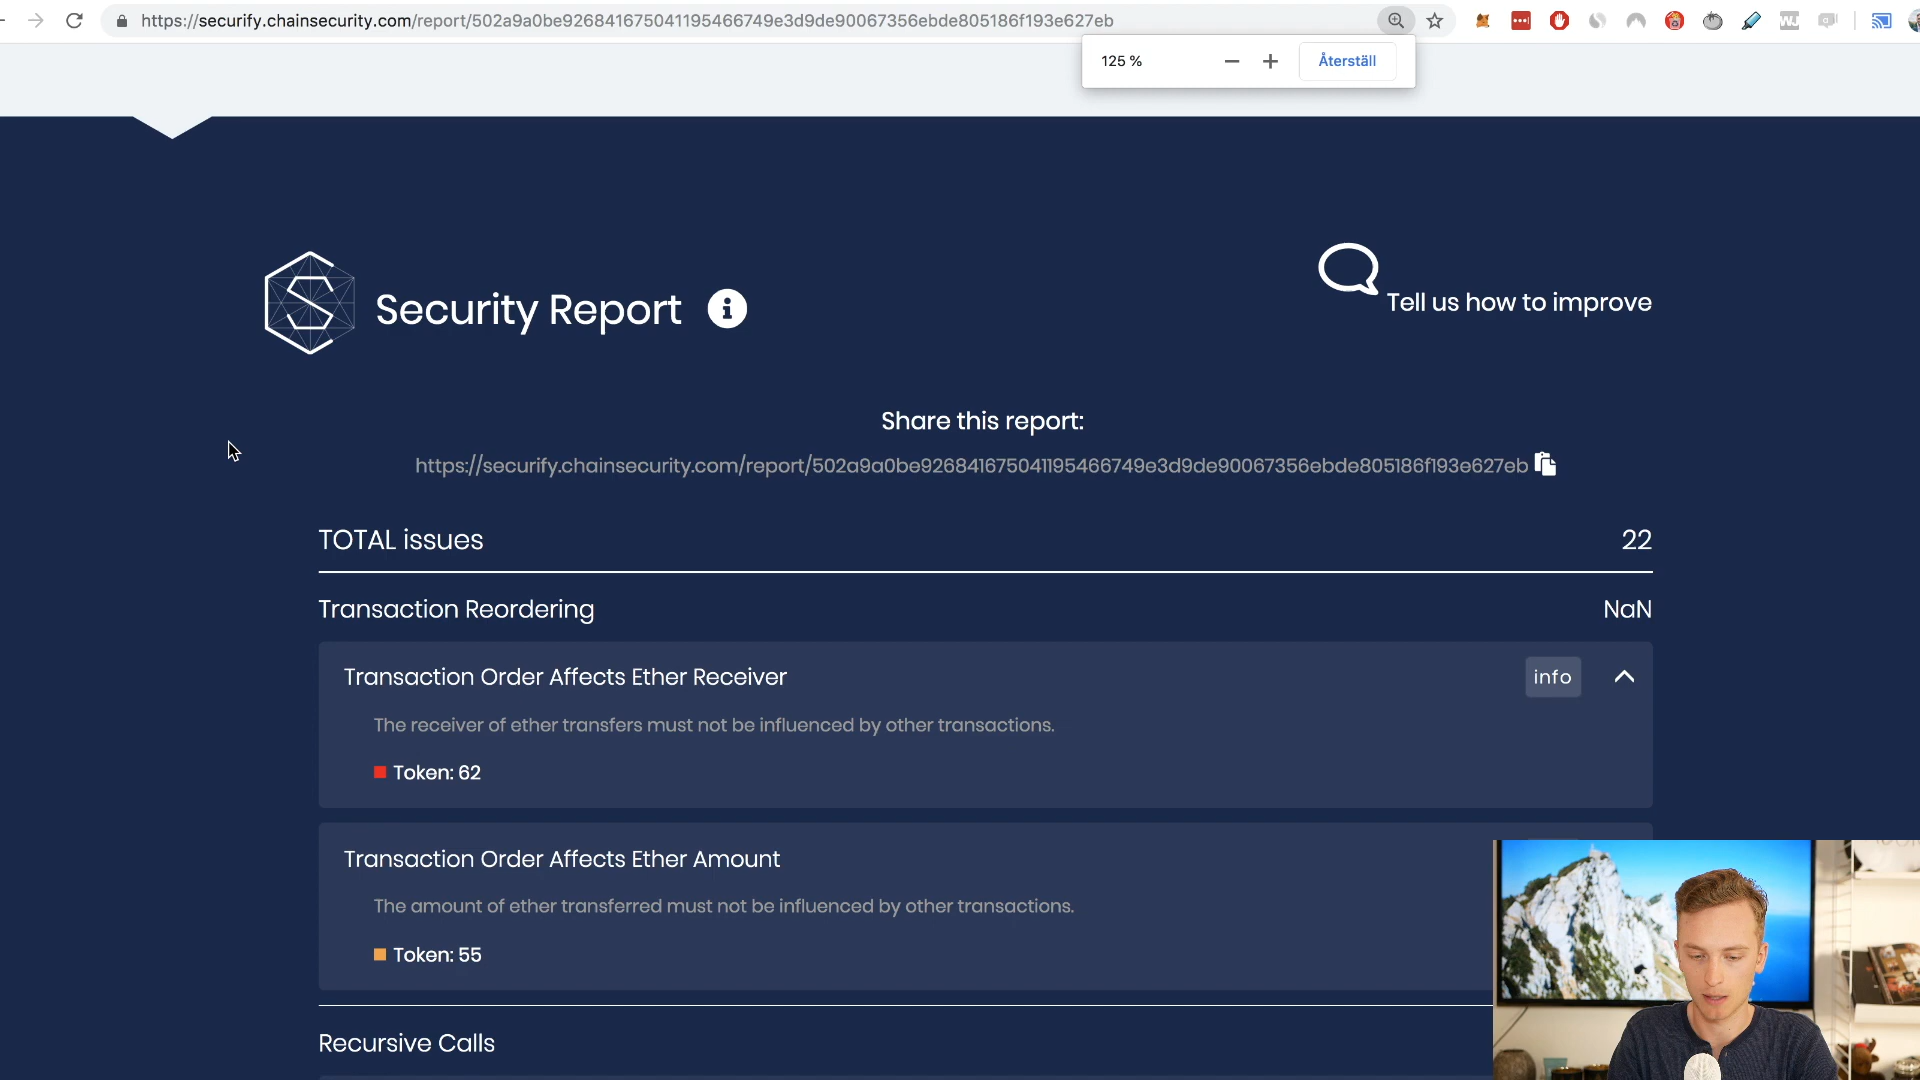 https://securify.chainsecurity.com/report/502a9a0be926841675041195466749e3d9de90067356ebde805186f193e627eb
125 %
Återställ
Security Report
Tell us how to improve
Share this report:
https://securify.chainsecurity.com/report/502a9a0be926841675041195466749e3d9de90067356ebde805186f193e627eb
TOTAL issues 22
Transaction Reordering NaN
Transaction Order Affects Ether Receiver info
The receiver of ether transfers must not be influenced by other transactions.
Token: 62
Transaction Order Affects Ether Amount
The amount of ether transferred must not be influenced by other transactions.
Token: 55
Recursive Calls